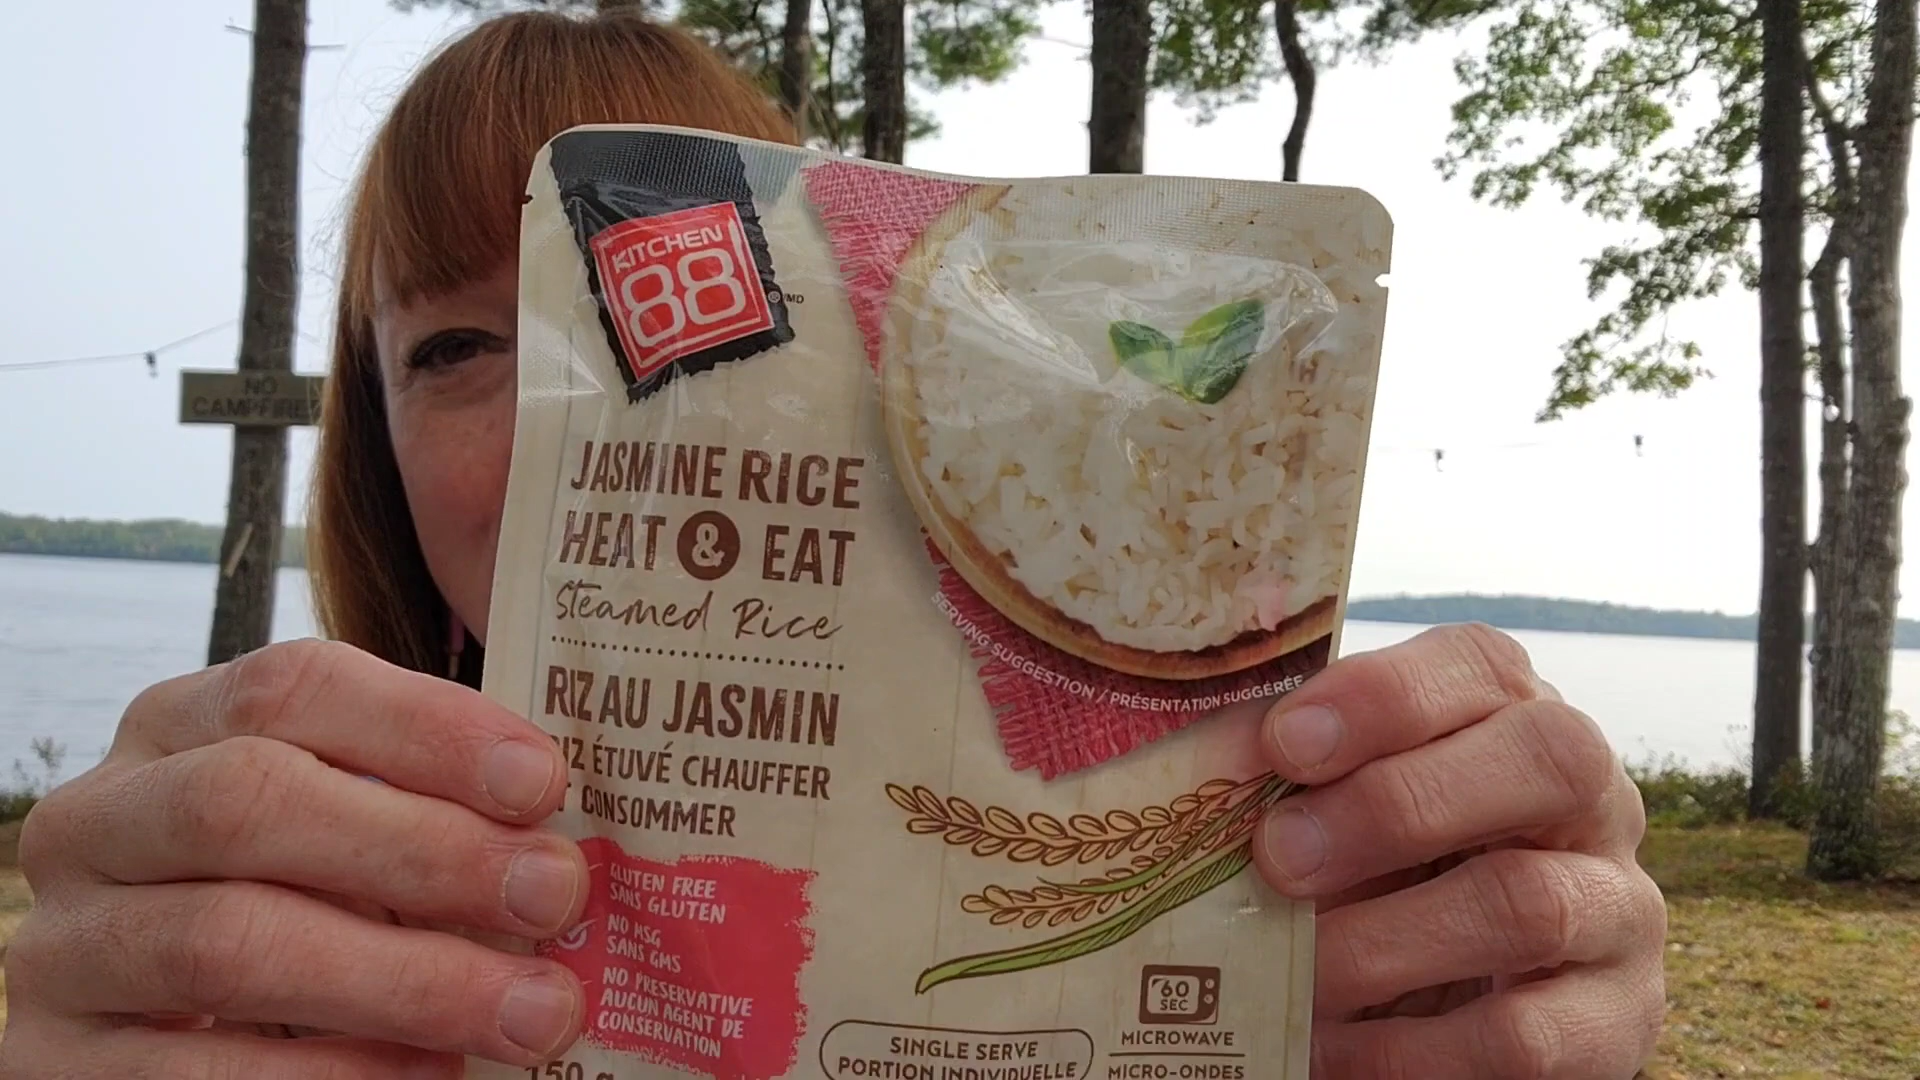 NO
CAMPFIRE
KITCHEN
88
®/MD
JASMINE RICE
HEAT & EAT
Steamed Rice
RIZ AU JASMIN
RIZ ÉTUVÉ CHAUFFER
CONSOMMER
SERVING SUGGESTION / PRÉSENTATION SUGGÉRÉE
GLUTEN FREE
SANS GLUTEN
NO MSG
SANS GMS
NO PRESERVATIVE
AUCUN AGENT DE
CONSERVATION
150 g
SINGLE SERVE
PORTION INDIVIDUELLE
60
SEC
MICROWAVE
MICRO-ONDES